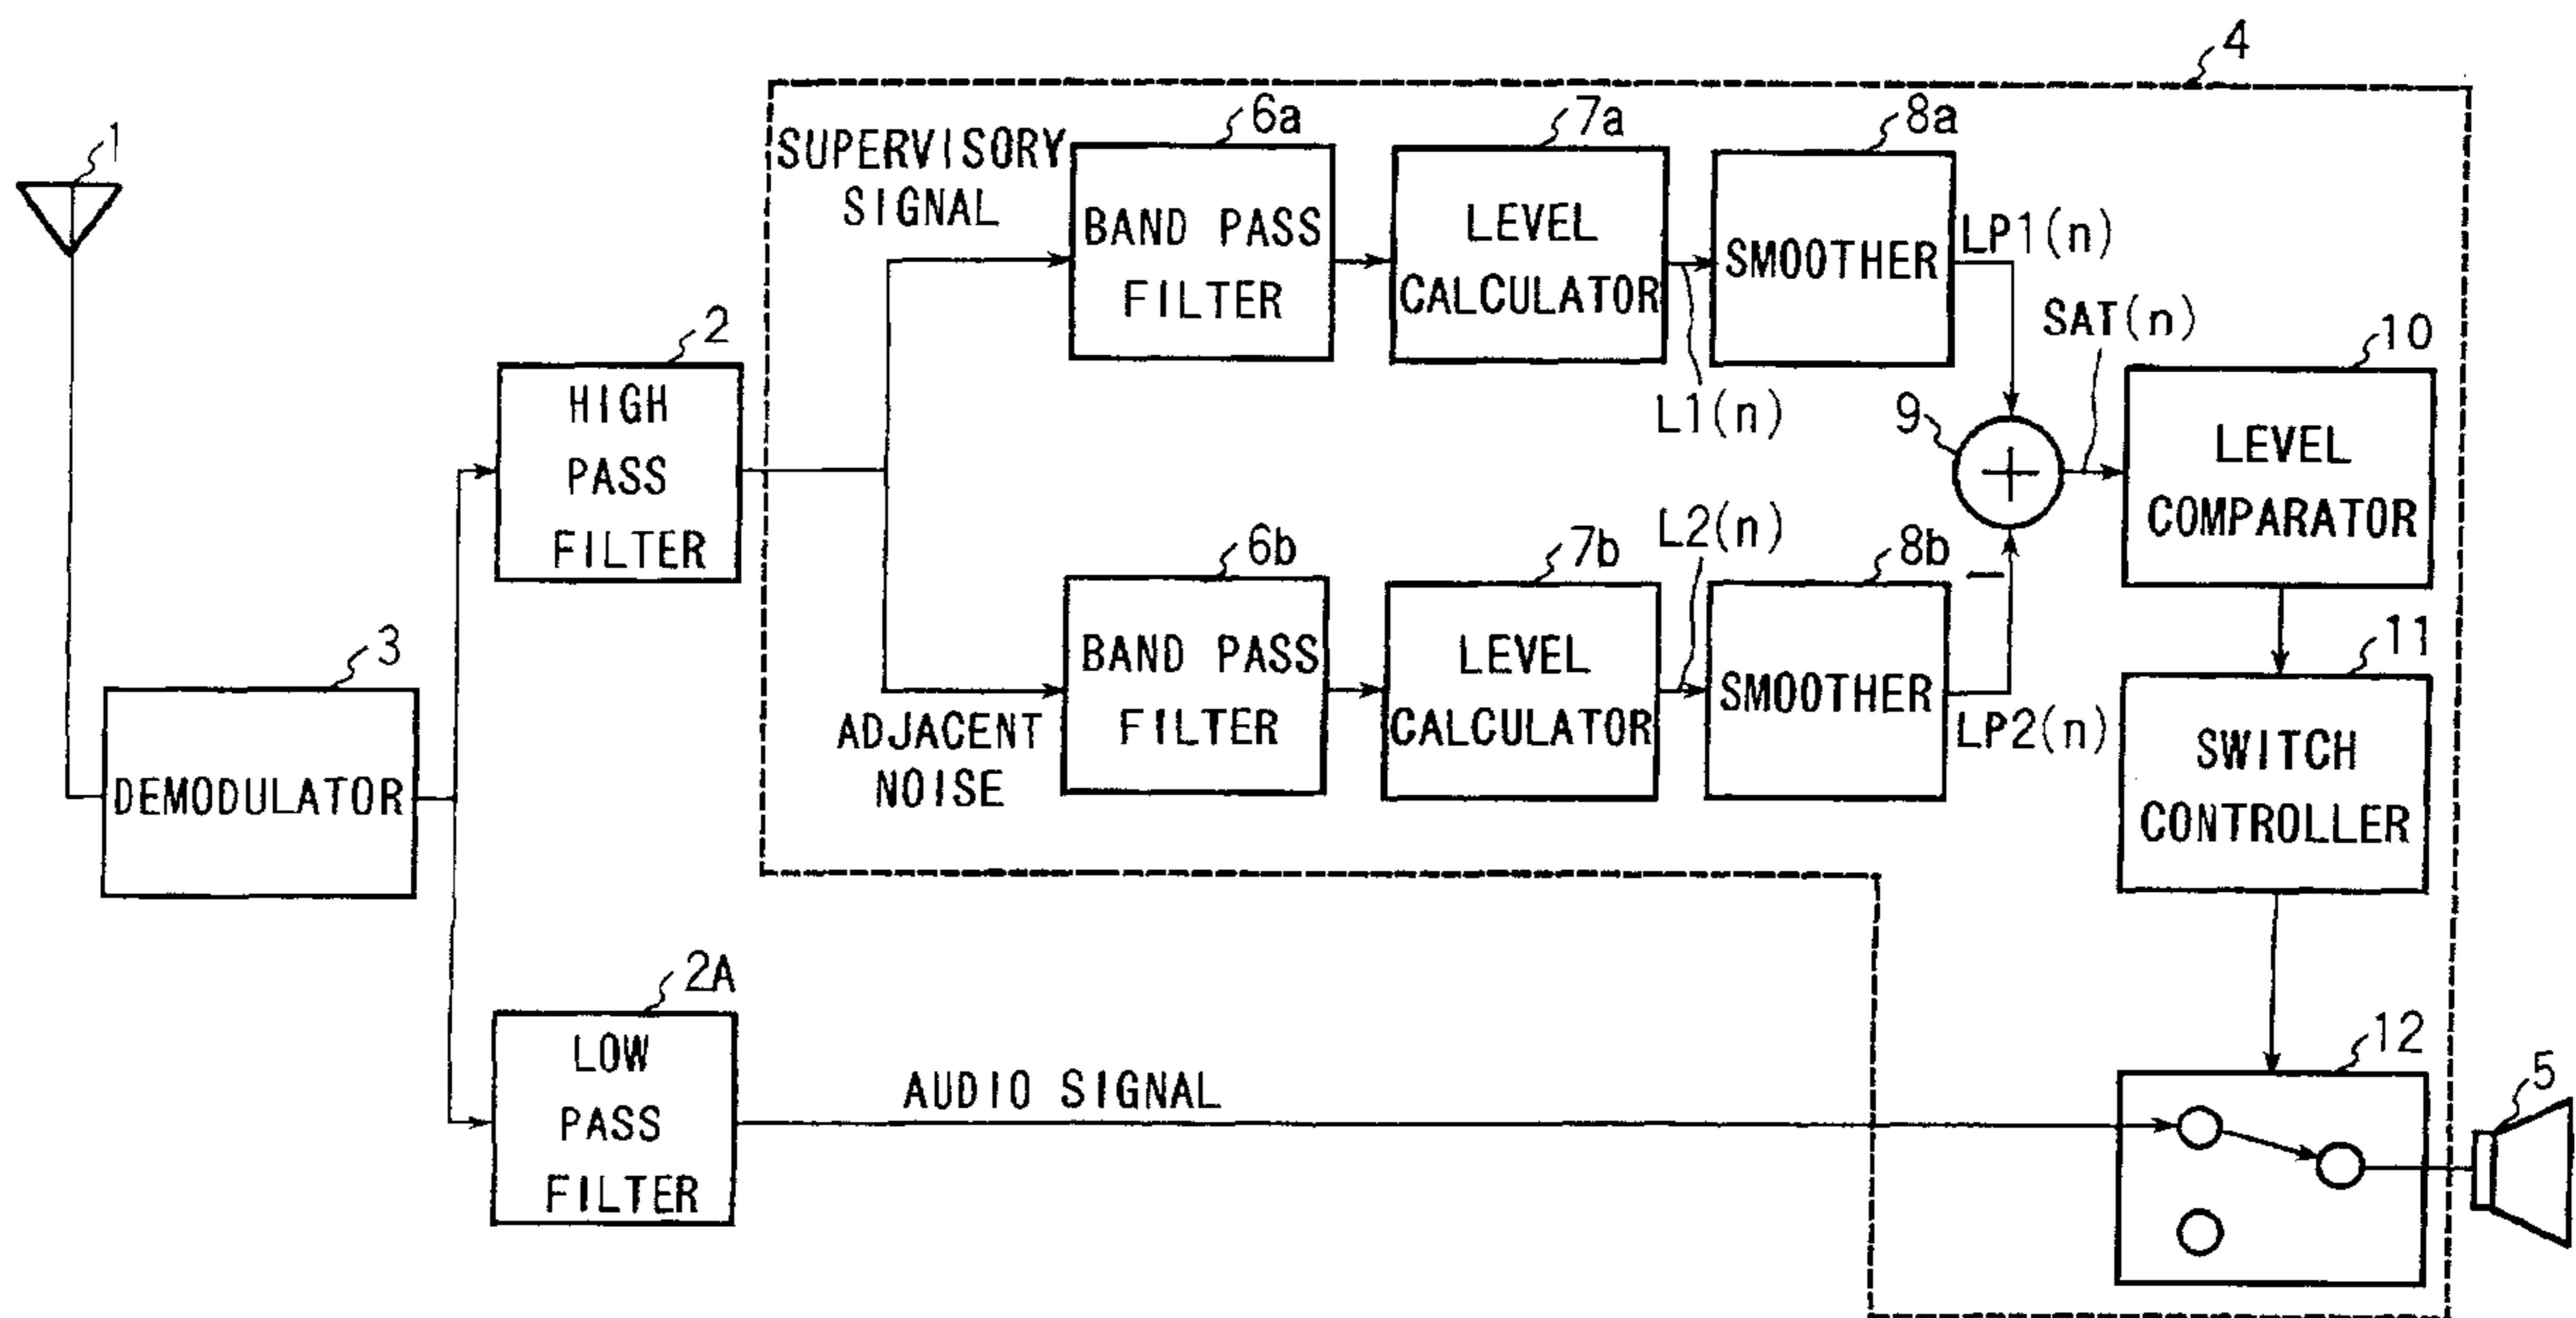 4
1
SUPERVISORY
SIGNAL
6a
7a
8a
BAND PASS
FILTER
LEVEL
CALCULATOR
SMOOTHER
LP1(n)
L1(n)
SAT(n)
2
HIGH
PASS
FILTER
9
+
10
LEVEL
COMPARATOR
6b
7b
L2(n)
8b
−
BAND PASS
FILTER
LEVEL
CALCULATOR
SMOOTHER
LP2(n)
ADJACENT
NOISE
3
DEMODULATOR
11
SWITCH
CONTROLLER
2A
LOW
PASS
FILTER
AUDIO SIGNAL
12
5